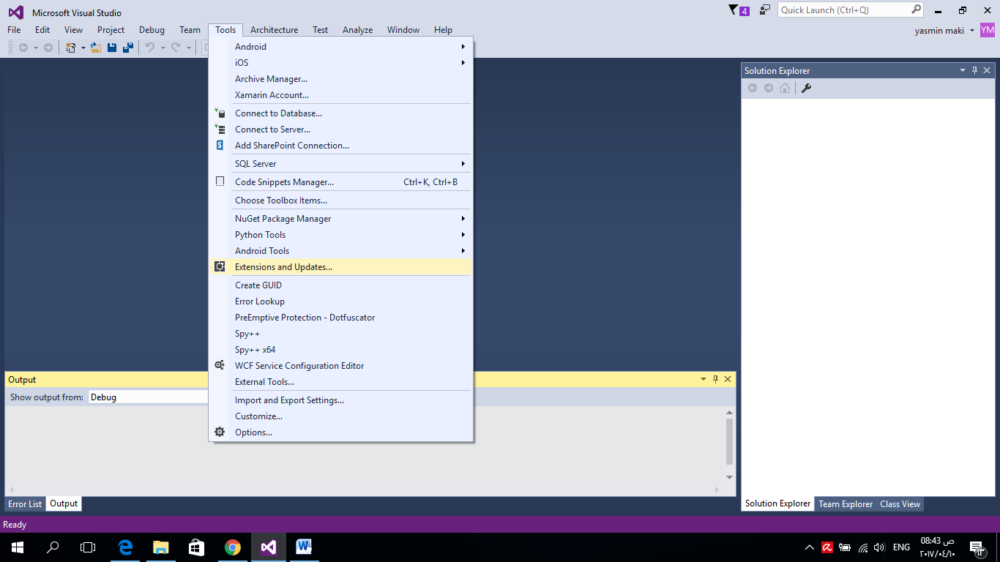 Microsoft Visual Studio
4
Quick Launch (Ctrl+Q)
File Edit View Project Debug Team Tools Architecture Test Analyze Window Help
yasmin maki
YM
Android
iOS
Archive Manager...
Xamarin Account...
Connect to Database...
Connect to Server...
Add SharePoint Connection...
SQL Server
Code Snippets Manager... Ctrl+K, Ctrl+B
Choose Toolbox Items...
NuGet Package Manager
Python Tools
Android Tools
Extensions and Updates...
Create GUID
Error Lookup
PreEmptive Protection - Dotfuscator
Spy++
Spy++ x64
WCF Service Configuration Editor
External Tools...
Import and Export Settings...
Customize...
Options...
Solution Explorer
Output
Show output from: Debug
Error List Output
Solution Explorer Team Explorer Class View
Ready
ENG
08:43 ص
٢٠١٧/٠٤/١٠
١٣